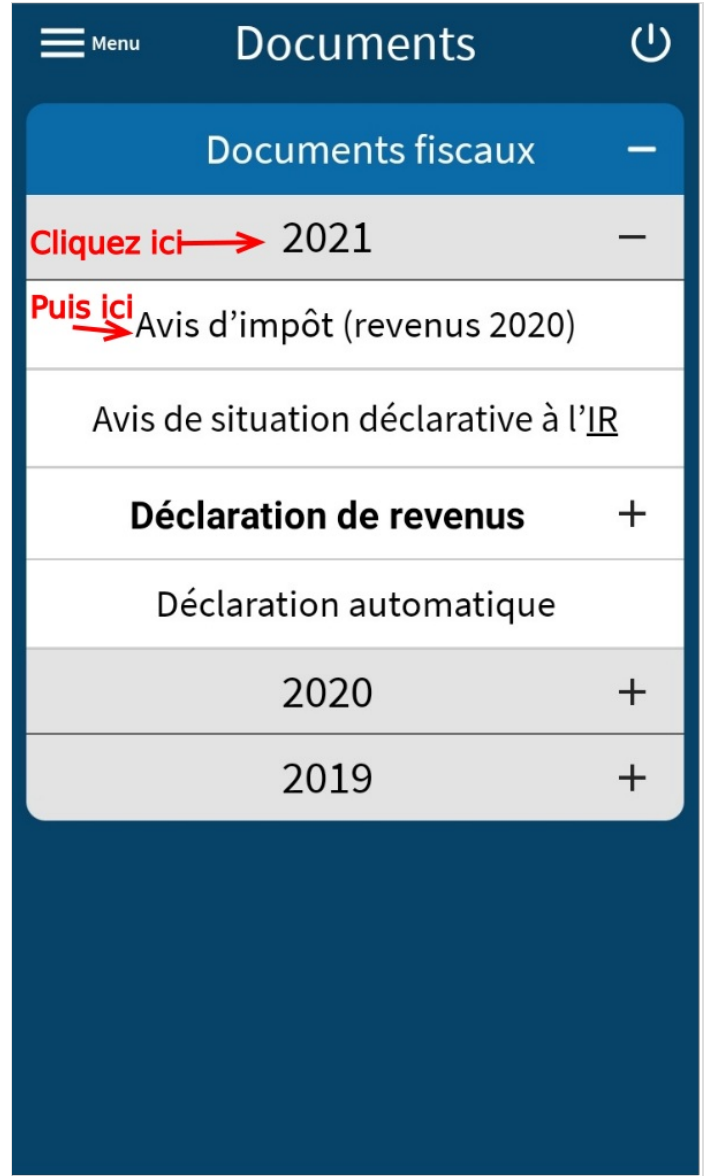 Menu
Documents
Documents fiscaux
Cliquez ici
2021
Puis ici
Avis d’impôt (revenus 2020)
Avis de situation déclarative à l’IR
Déclaration de revenus
Déclaration automatique
2020
2019